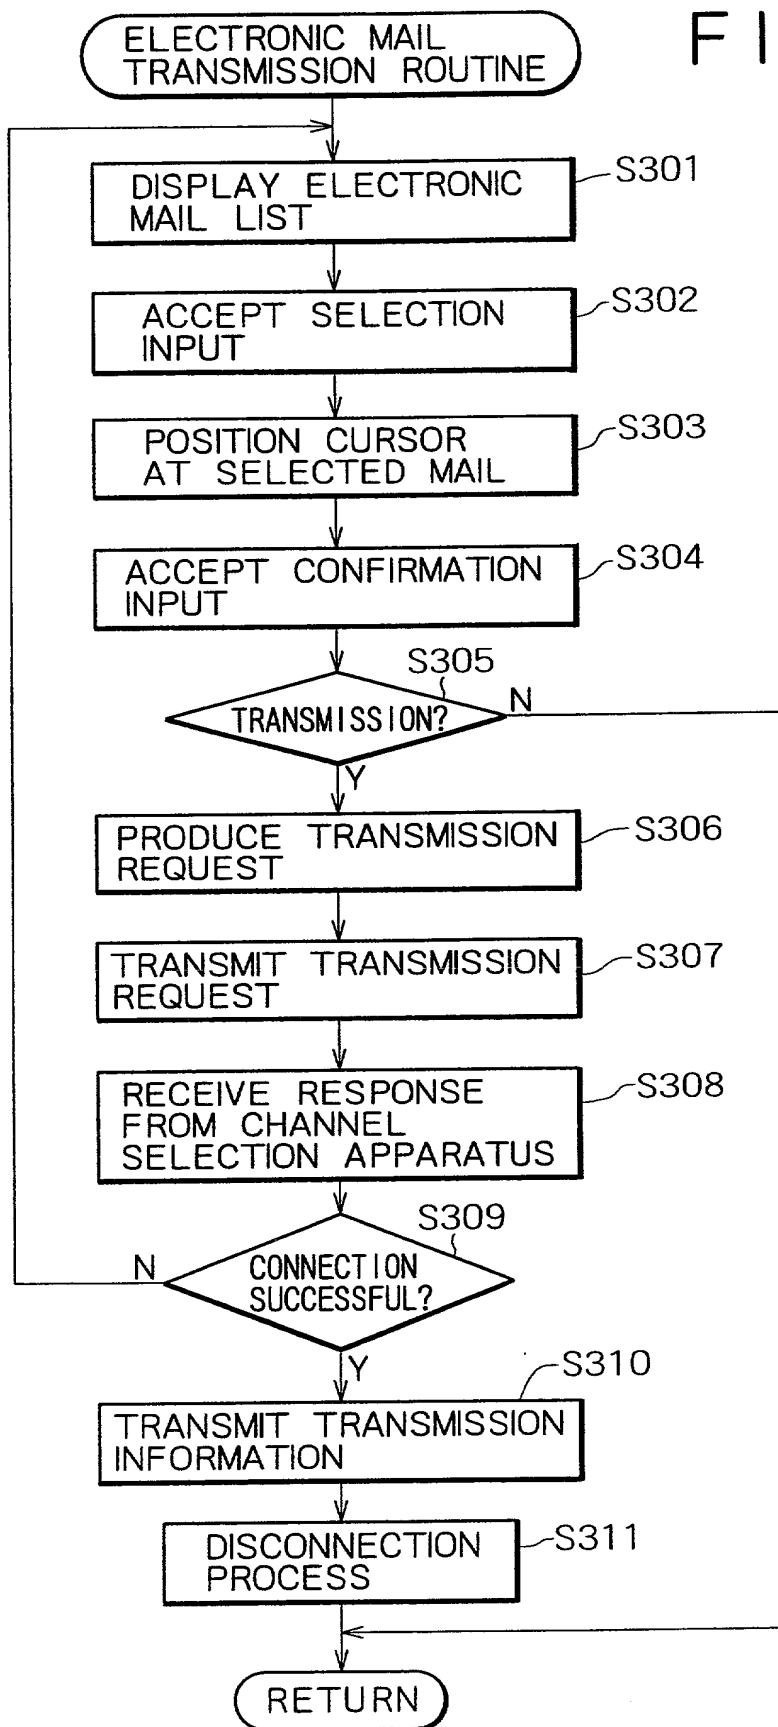 ELECTRONIC MAIL
TRANSMISSION ROUTINE
FI
DISPLAY ELECTRONIC
MAIL LIST
S301
ACCEPT SELECTION
INPUT
S302
POSITION CURSOR
AT SELECTED MAIL
S303
ACCEPT CONFIRMATION
INPUT
S304
S305
TRANSMISSION?
N
Y
PRODUCE TRANSMISSION
REQUEST
S306
TRANSMIT TRANSMISSION
REQUEST
S307
RECEIVE RESPONSE
FROM CHANNEL
SELECTION APPARATUS
S308
S309
N
CONNECTION
SUCCESSFUL?
Y
S310
TRANSMIT TRANSMISSION
INFORMATION
DISCONNECTION
PROCESS
S311
RETURN